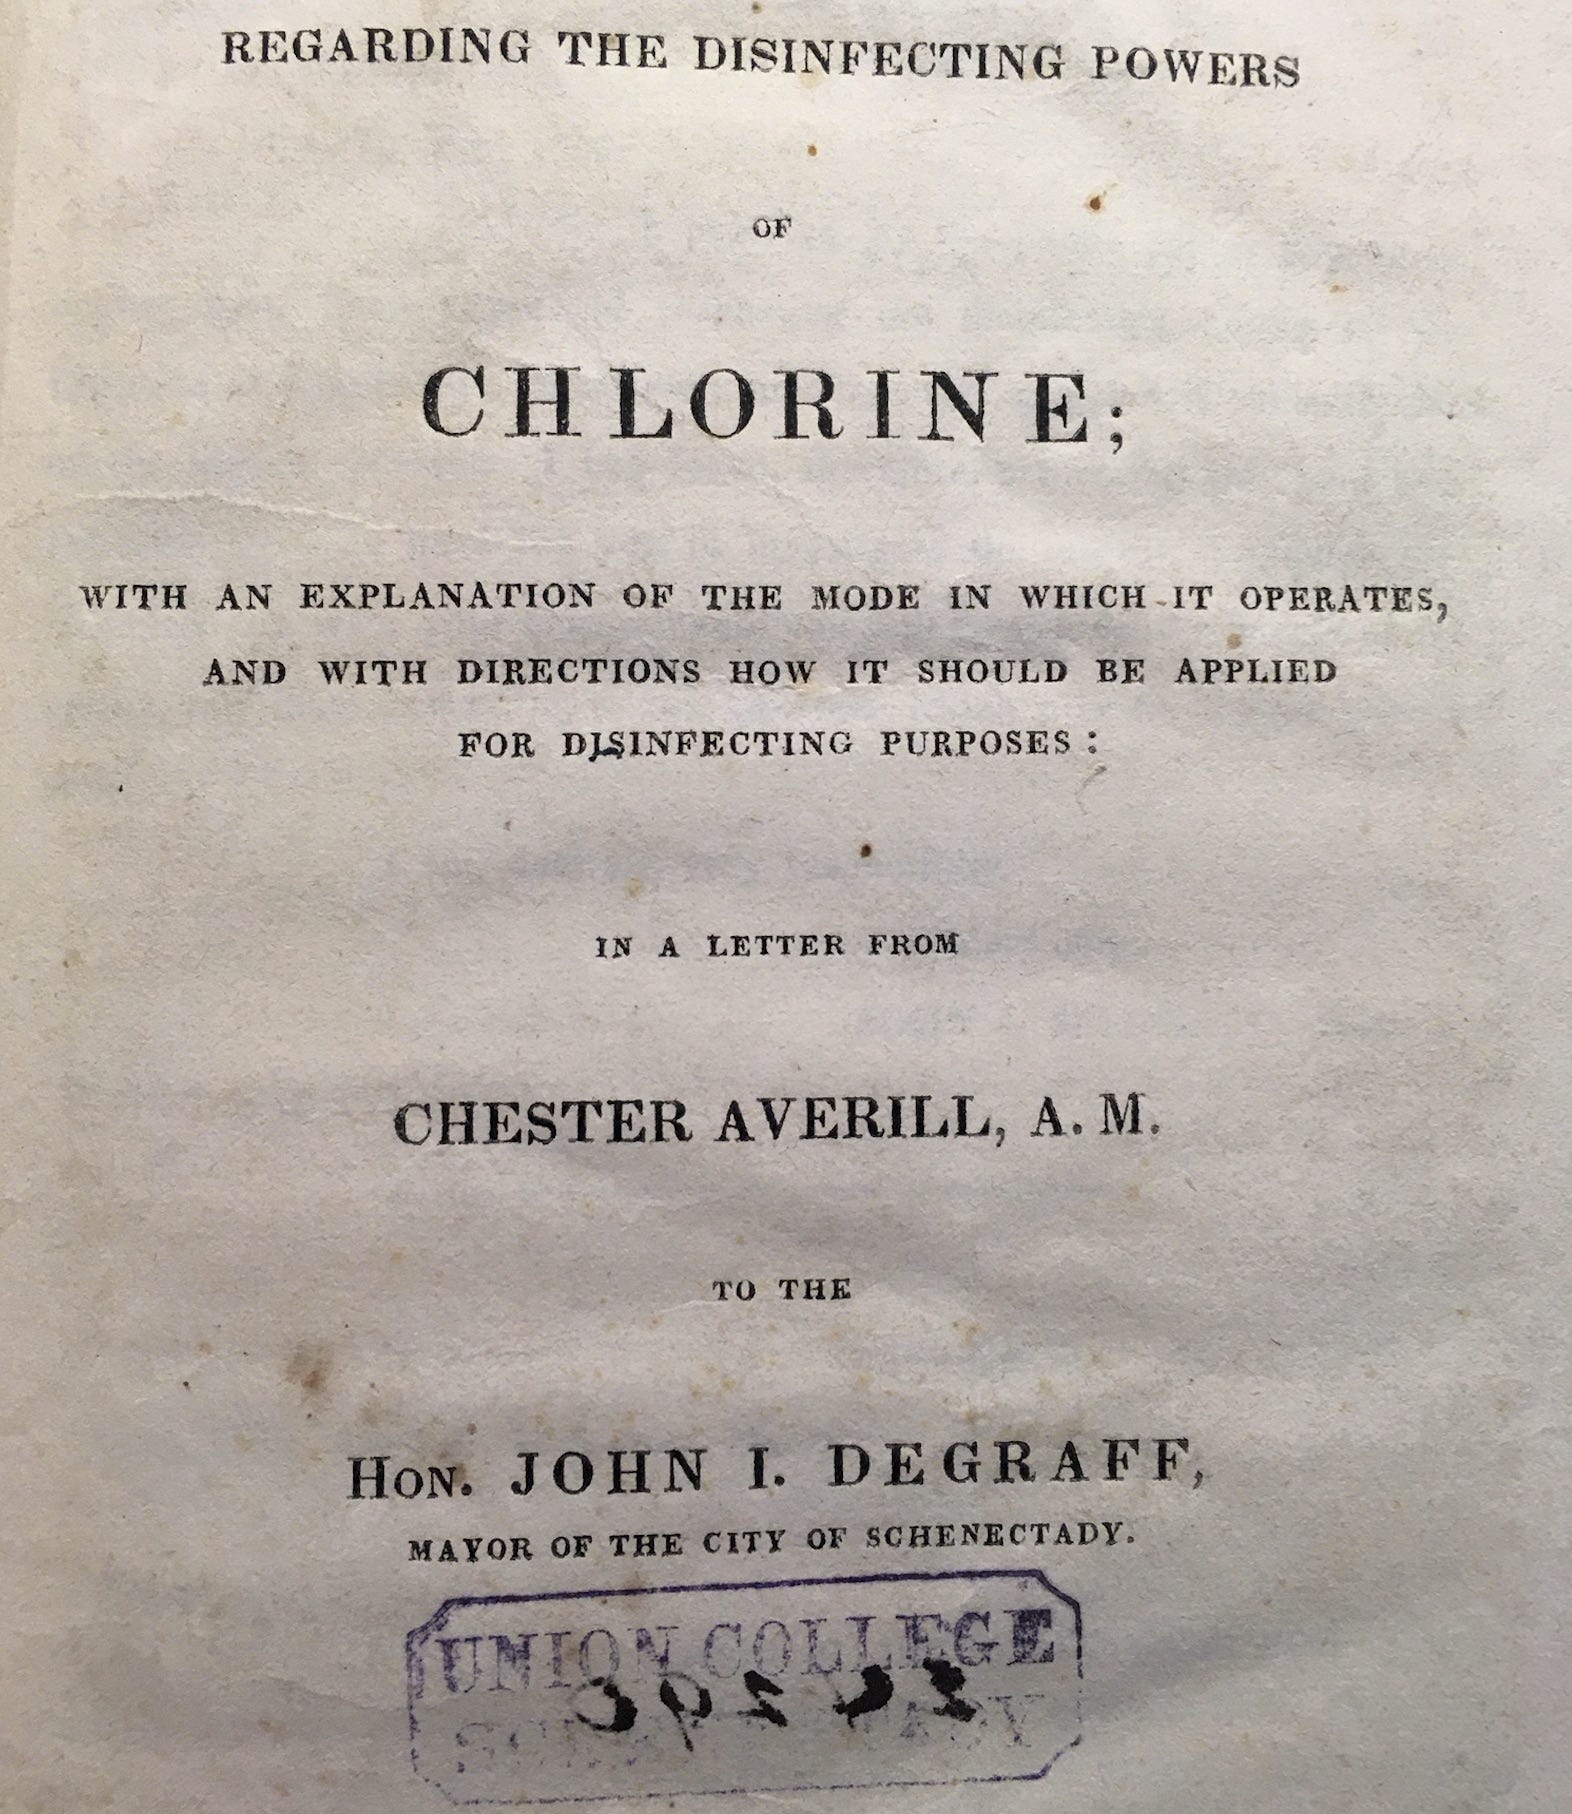 REGARDING THE DISINFECTING POWERS
OF
CHLORINE;
WITH AN EXPLANATION OF THE MODE IN WHICH IT OPERATES,
AND WITH DIRECTIONS HOW IT SHOULD BE APPLIED
FOR DISINFECTING PURPOSES:
IN A LETTER FROM
CHESTER AVERILL, A. M.
TO THE
HON. JOHN I. DEGRAFF,
MAYOR OF THE CITY OF SCHENECTADY.
UNION COLLEGE